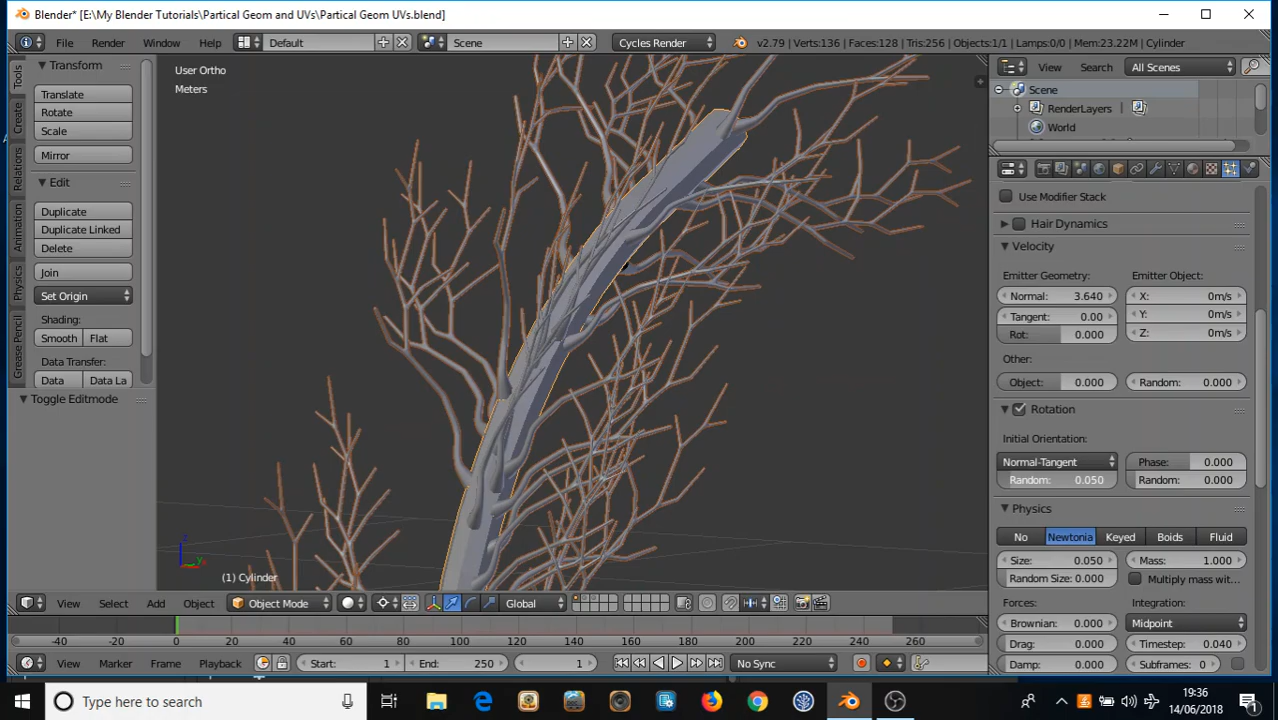 Blender* [E:\My Blender Tutorials\Partical Geom and UVs\Partical Geom UVs.blend]
File Render Window Help Default Scene Cycles Render v2.79 | Verts:136 | Faces:128 | Tris:256 | Objects:1/1 | Lamps:0/0 | Mem:23.22M | Cylinder
Tools
Create
Relations
Animation
Physics
Grease Pencil
Transform
Translate
Rotate
Scale
Mirror
Edit
Duplicate
Duplicate Linked
Delete
Join
Set Origin
Shading:
Smooth Flat
Data Transfer:
Data Data La
Toggle Editmode
User Ortho
Meters
(1) Cylinder
View Select Add Object Object Mode Global
View Search All Scenes
Scene
RenderLayers
World
Use Modifier Stack
Hair Dynamics
Velocity
Emitter Geometry: Emitter Object:
Normal: 3.640 X: 0m/s
Tangent: 0.00 Y: 0m/s
Rot: 0.000 Z: 0m/s
Other:
Object: 0.000 Random: 0.000
Rotation
Initial Orientation:
Normal-Tangent Phase: 0.000
Random: 0.050 Random: 0.000
Physics
No Newtonia Keyed Boids Fluid
Size: 0.050 Mass: 1.000
Random Size: 0.000 Multiply mass wit...
Forces: Integration:
Brownian: 0.000 Midpoint
Drag: 0.000 Timestep: 0.040
Damp: 0.000 Subframes: 0
-40 -20 0 20 40 60 80 100 120 140 160 180 200 220 240 260
View Marker Frame Playback Start: 1 End: 250 1 No Sync
Type here to search
19:36
14/06/2018